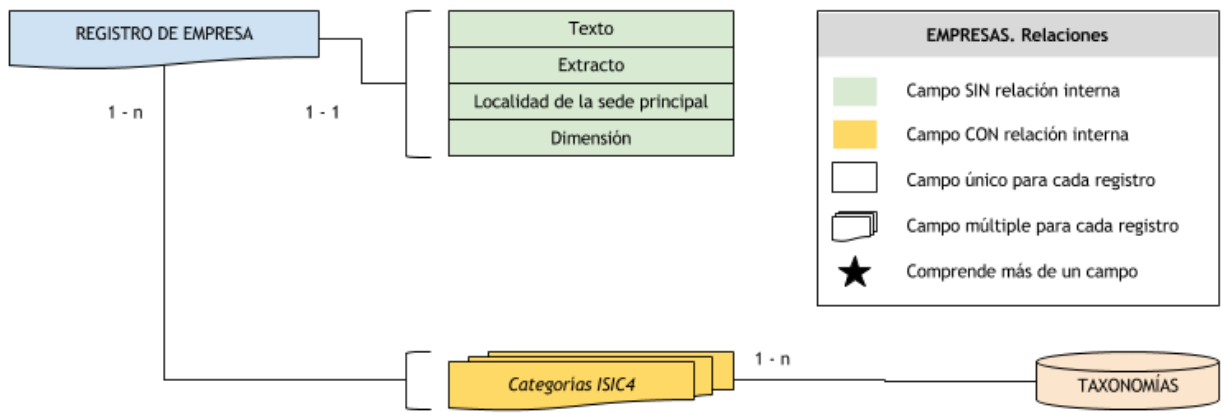 REGISTRO DE EMPRESA
1 - n
1 - 1
Texto
Extracto
Localidad de la sede principal
Dimensión
EMPRESAS. Relaciones
Campo SIN relación interna
Campo CON relación interna
Campo único para cada registro
Campo múltiple para cada registro
Comprende más de un campo
Categorías ISIC4
1 - n
TAXONOMÍAS